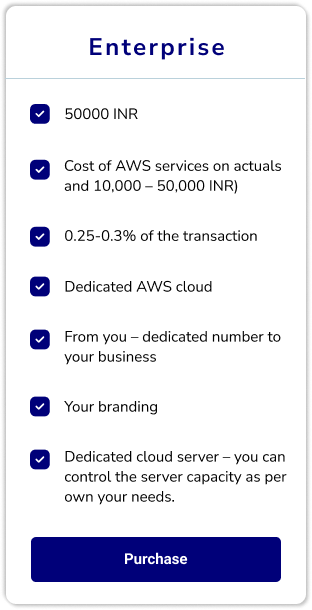 Enterprise
50000 INR
Cost of AWS services on actuals
and 10,000 – 50,000 INR)
0.25-0.3% of the transaction
Dedicated AWS cloud
From you – dedicated number to
your business
Your branding
Dedicated cloud server – you can
control the server capacity as per
own your needs.
Purchase